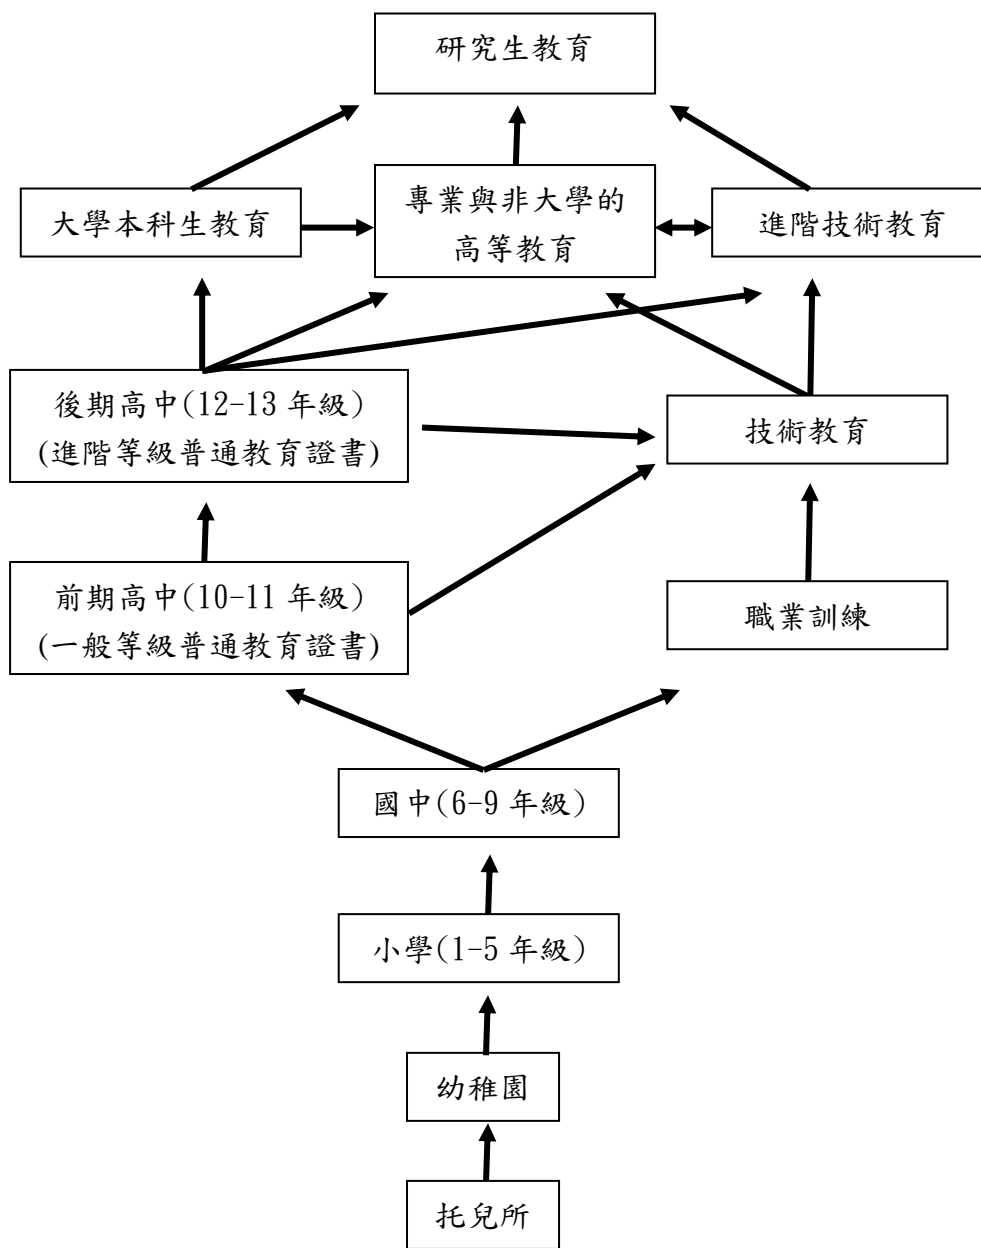 研究生教育
大學本科生教育
專業與非大學的
高等教育
進階技術教育
後期高中(12-13 年級)
(進階等級普通教育證書)
技術教育
前期高中(10-11 年級)
(一般等級普通教育證書)
職業訓練
國中(6-9 年級)
小學(1-5 年級)
幼稚園
托兒所